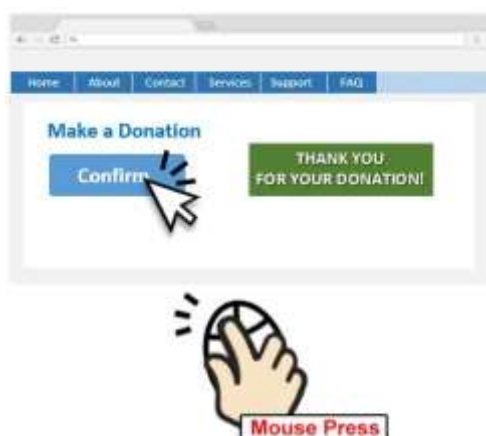 Home About Contact Services Support FAQ
Make a Donation
Confirm
THANK YOU
FOR YOUR DONATION!
Mouse Press